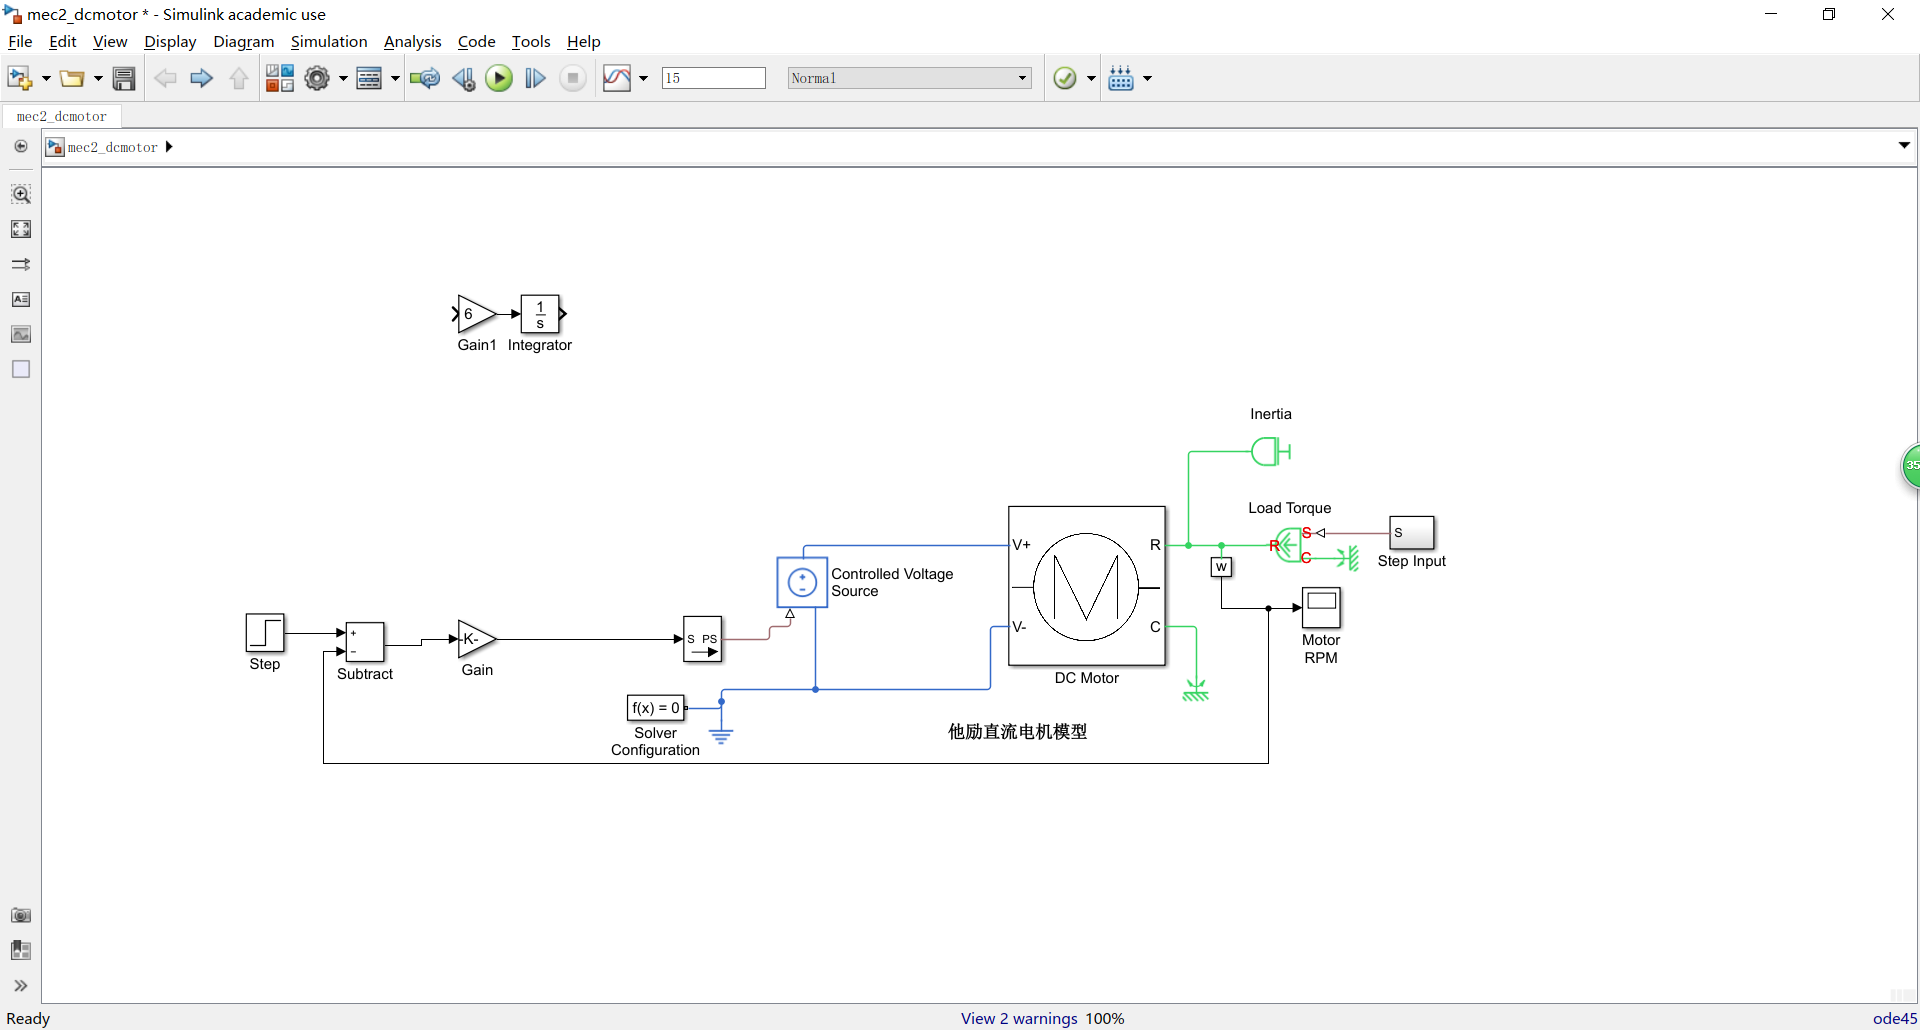 mec2_dcmotor * - Simulink academic use
File Edit View Display Diagram Simulation Analysis Code Tools Help
15
Normal
mec2_dcmotor
mec2_dcmotor
6
1
s
Gain1
Integrator
Inertia
Load Torque
S
R
C
S
Step Input
V+
R
w
V-
C
DC Motor
Motor
RPM
Controlled Voltage
Source
+
-
Step
+
-
Subtract
-K-
Gain
S PS
f(x) = 0
Solver
Configuration
他励直流电机模型
35
Ready
View 2 warnings 100%
ode45